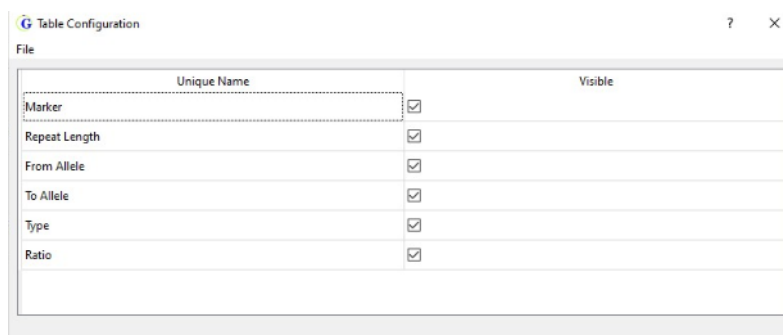 G Table Configuration ?
File
Unique Name Visible
Marker
Repeat Length
From Allele
To Allele
Type
Ratio